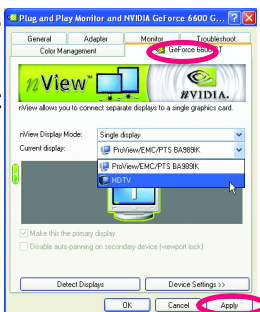 Plug and Play Monitor and NVIDIA GeForce 6600 G...
General Adapter Monitor Troubleshoot
Color Management GeForce 6600 GT
nView™
NVIDIA.
nView allows you to connect separate displays to a single graphics card.
nView Display Mode: Single display
Current display: ProView/EMC/PTS BA989IK
ProView/EMC/PTS BA989IK
HDTV
Make this the primary display
Disable auto-panning on secondary device (viewport lock)
Detect Displays Device Settings >>
OK Cancel Apply